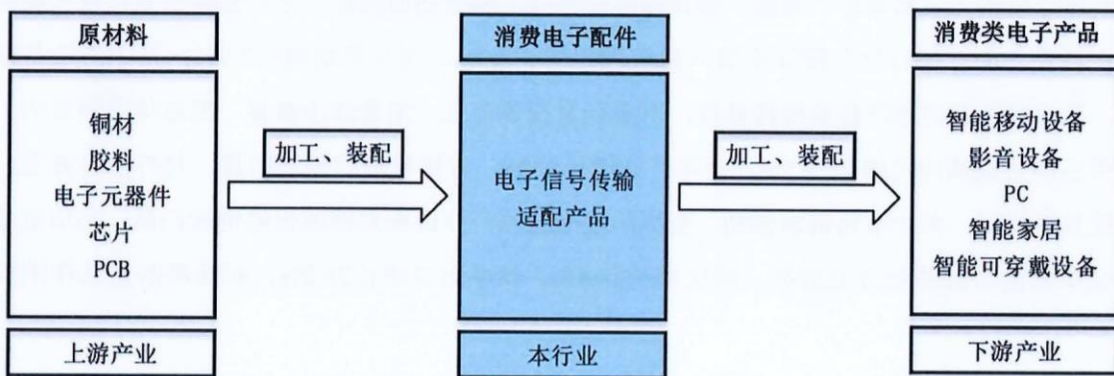 原材料
铜材
胶料
电子元器件
芯片
PCB
上游产业
加工、装配
消费电子配件
电子信号传输
适配产品
本行业
加工、装配
消费类电子产品
智能移动设备
影音设备
PC
智能家居
智能可穿戴设备
下游产业